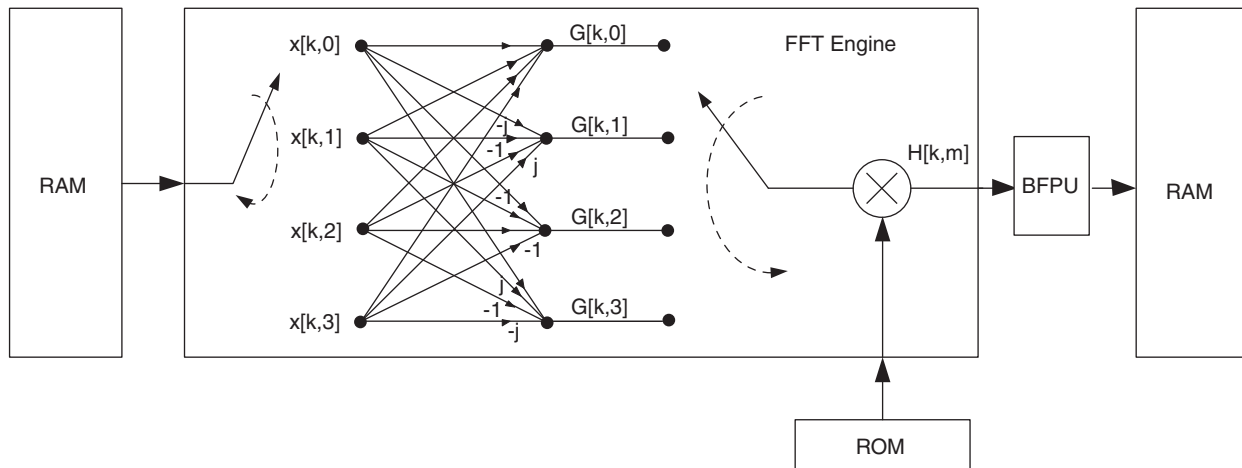 x[k,0]
G[k,0]
FFT Engine
-j
x[k,1]
-1
G[k,1]
j
H[k,m]
RAM
BFPU
RAM
-1
x[k,2]
G[k,2]
-1
j
x[k,3]
-1
G[k,3]
-j
ROM